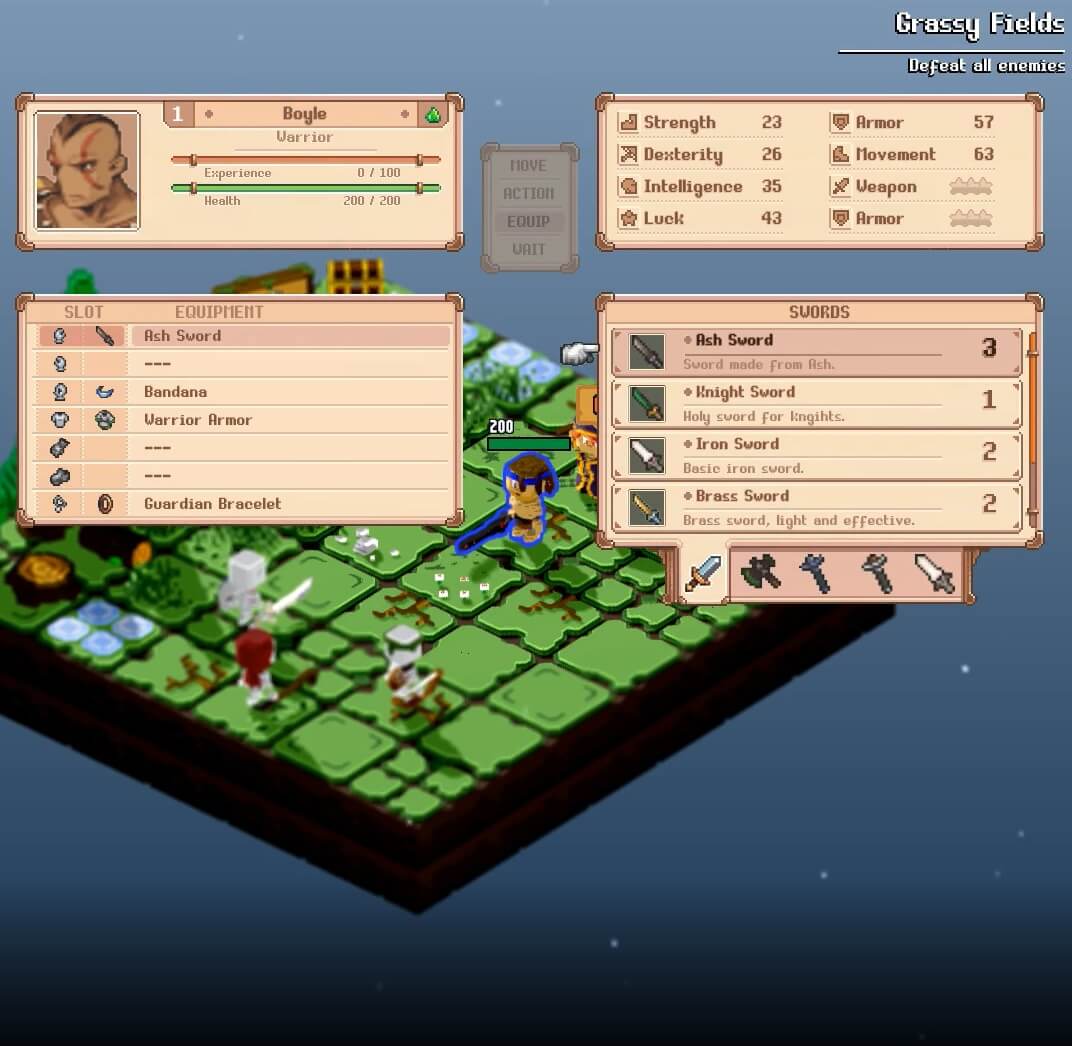 Grassy Fields
Defeat all enemies
1 Boyle
Warrior
Experience 0 / 100
Health 200 / 200
MOVE
ACTION
EQUIP
WAIT
Strength 23
Dexterity 26
Intelligence 35
Luck 43
Armor 57
Movement 63
Weapon
Armor
SLOT EQUIPMENT
Ash Sword
---
Bandana
Warrior Armor
---
---
Guardian Bracelet
200
SWORDS
Ash Sword 3
Sword made from Ash.
Knight Sword 1
Holy sword for kngihts.
Iron Sword 2
Basic iron sword.
Brass Sword 2
Brass sword, light and effective.